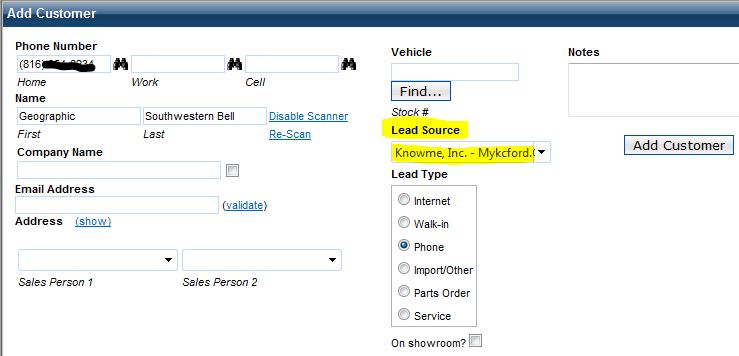 Add Customer
Phone Number
(816)
Home Work Cell
Name
Geographic Southwestern Bell Disable Scanner
First Last Re-Scan
Company Name
Email Address
(validate)
Address (show)
Sales Person 1 Sales Person 2
Vehicle
Find...
Stock #
Lead Source
Knowme, Inc. - Mykcford.
Lead Type
Internet
Walk-in
Phone
Import/Other
Parts Order
Service
On showroom?
Notes
Add Customer